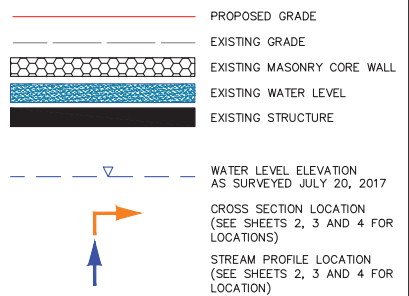 PROPOSED GRADE
EXISTING GRADE
EXISTING MASONRY CORE WALL
EXISTING WATER LEVEL
EXISTING STRUCTURE
WATER LEVEL ELEVATION
AS SURVEYED JULY 20, 2017
CROSS SECTION LOCATION
(SEE SHEETS 2, 3 AND 4 FOR
LOCATIONS)
STREAM PROFILE LOCATION
(SEE SHEETS 2, 3 AND 4 FOR
LOCATION)